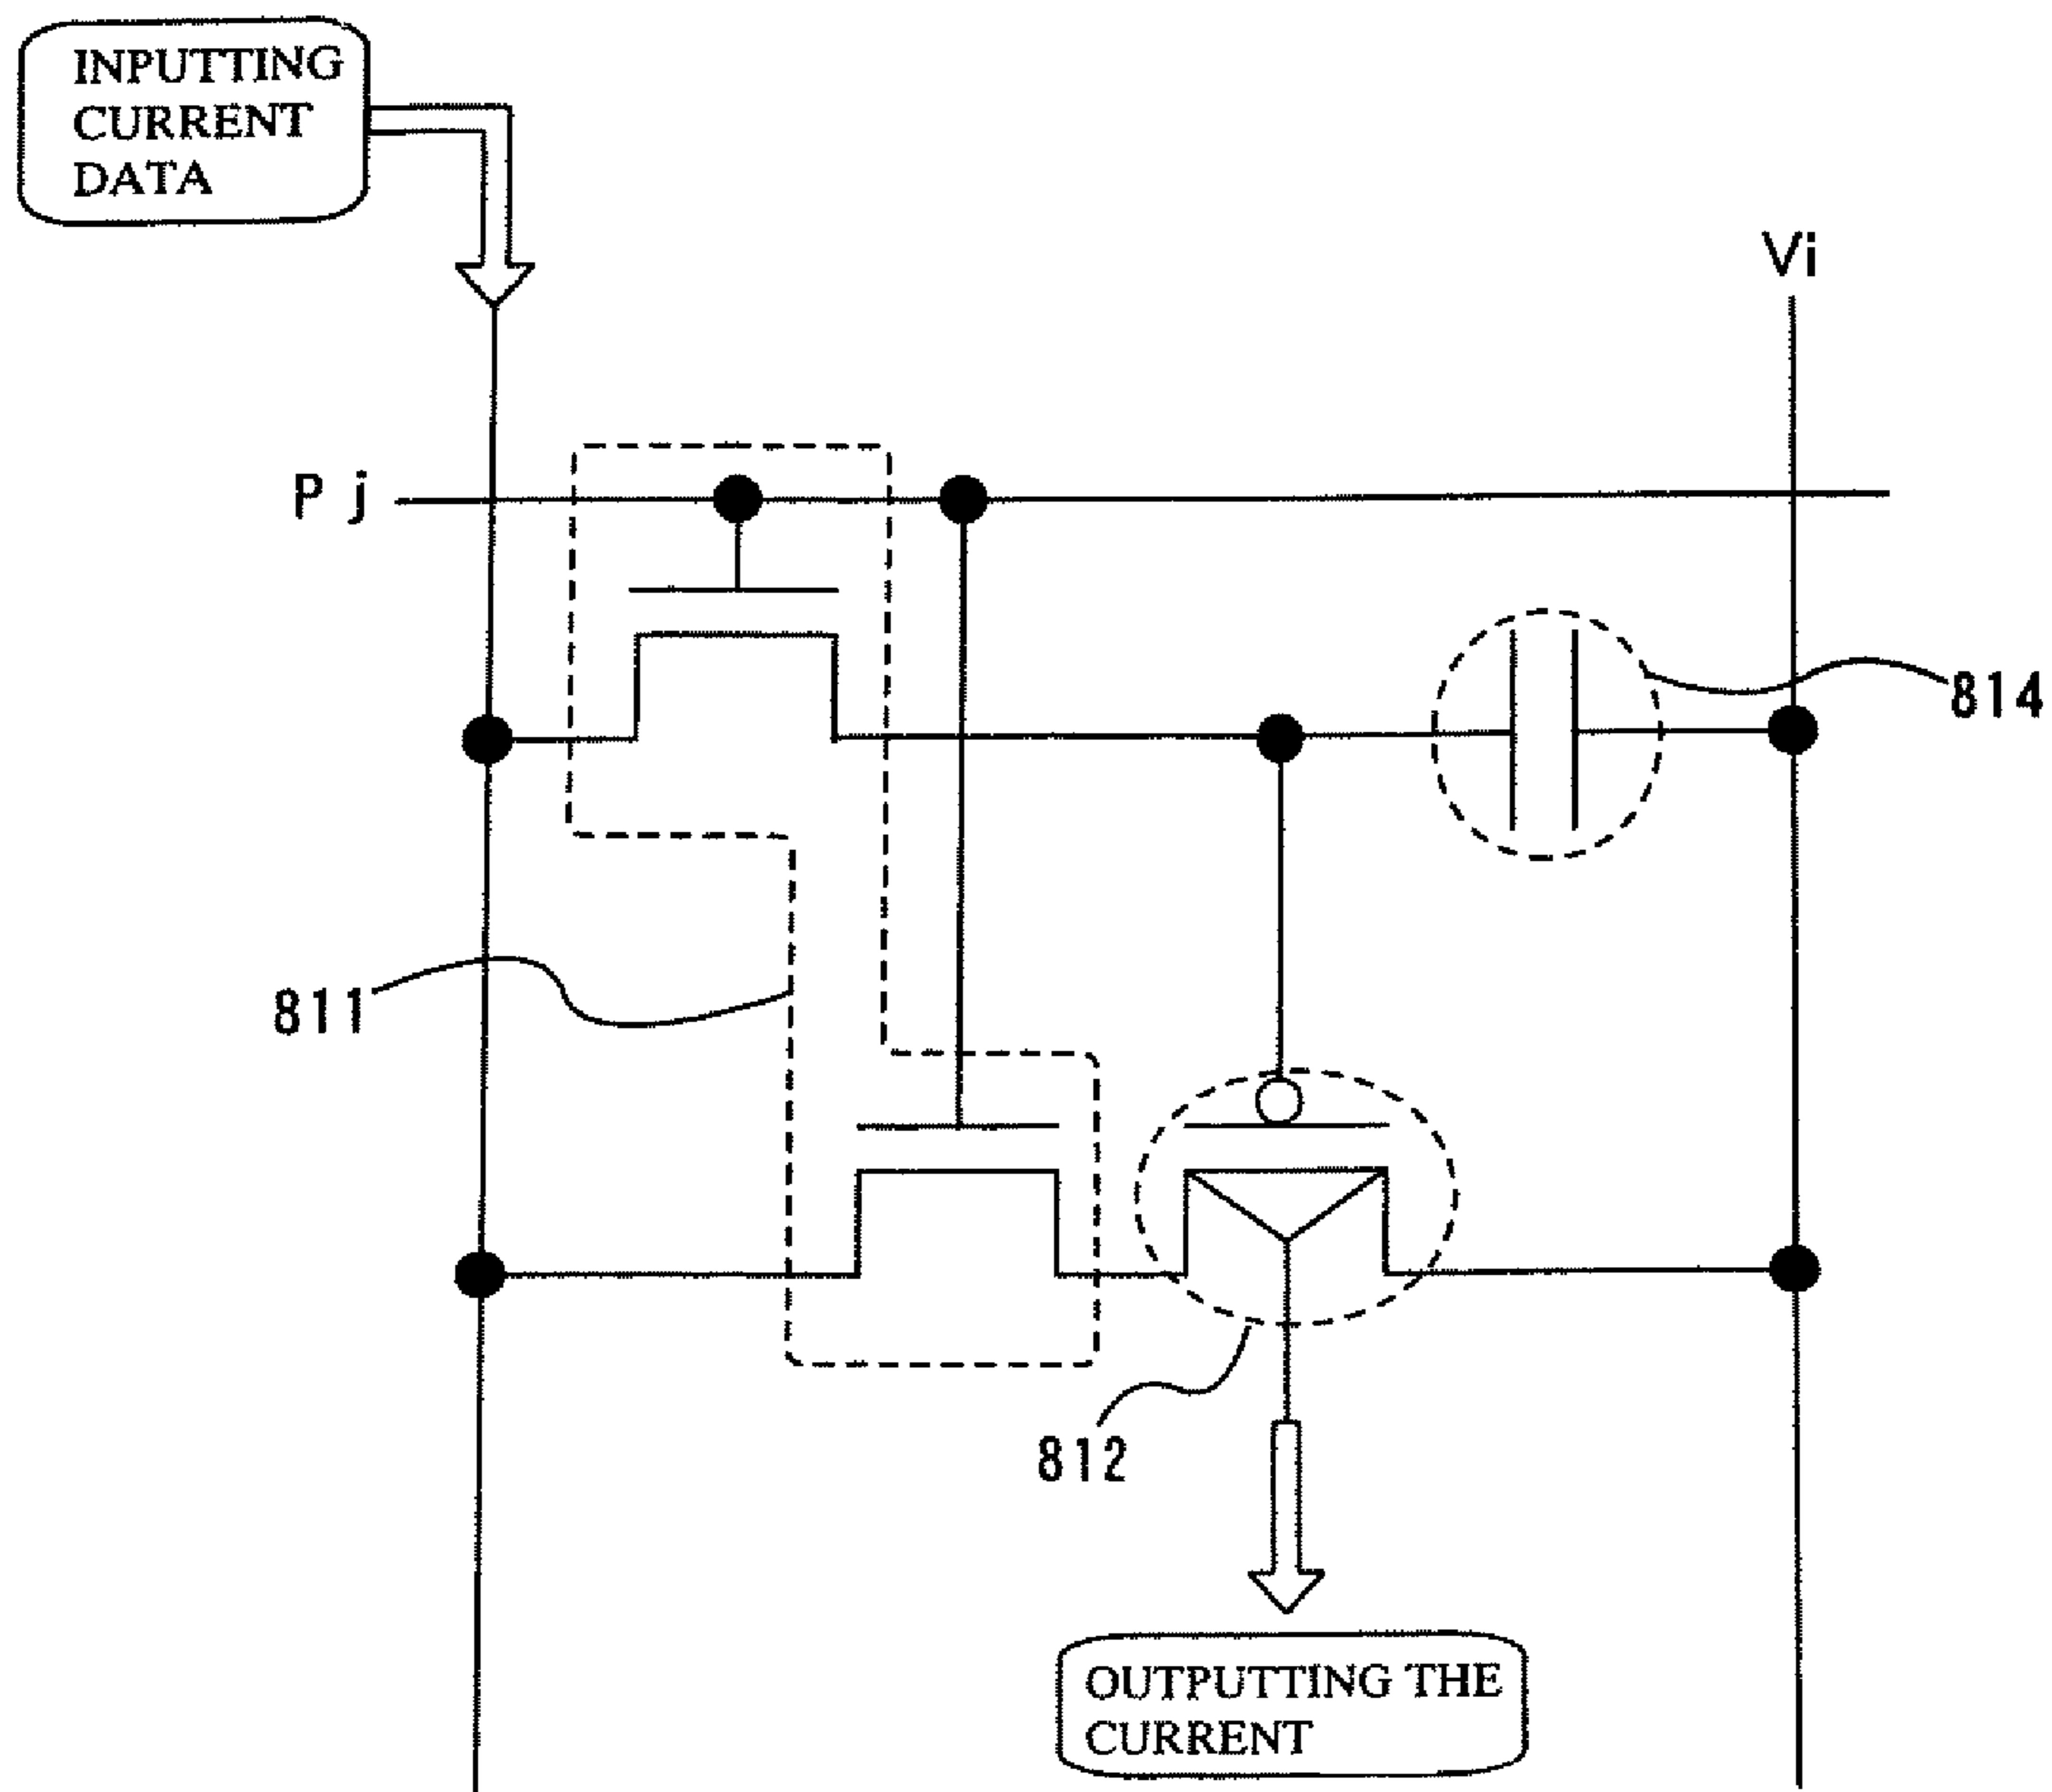 INPUTTING
CURRENT
DATA
Vi
P j
814
811
812
OUTPUTTING THE
CURRENT